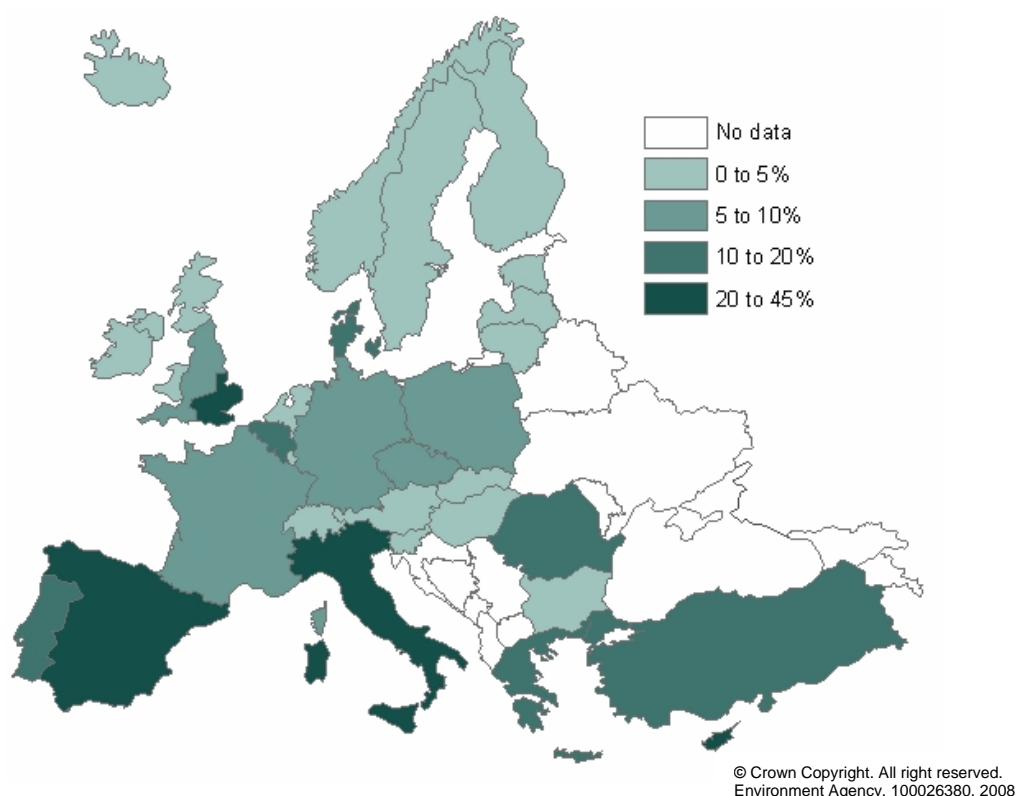 No data
0 to 5%
5 to 10%
10 to 20%
20 to 45%
© Crown Copyright. All right reserved.
Environment Agency, 100026380, 2008